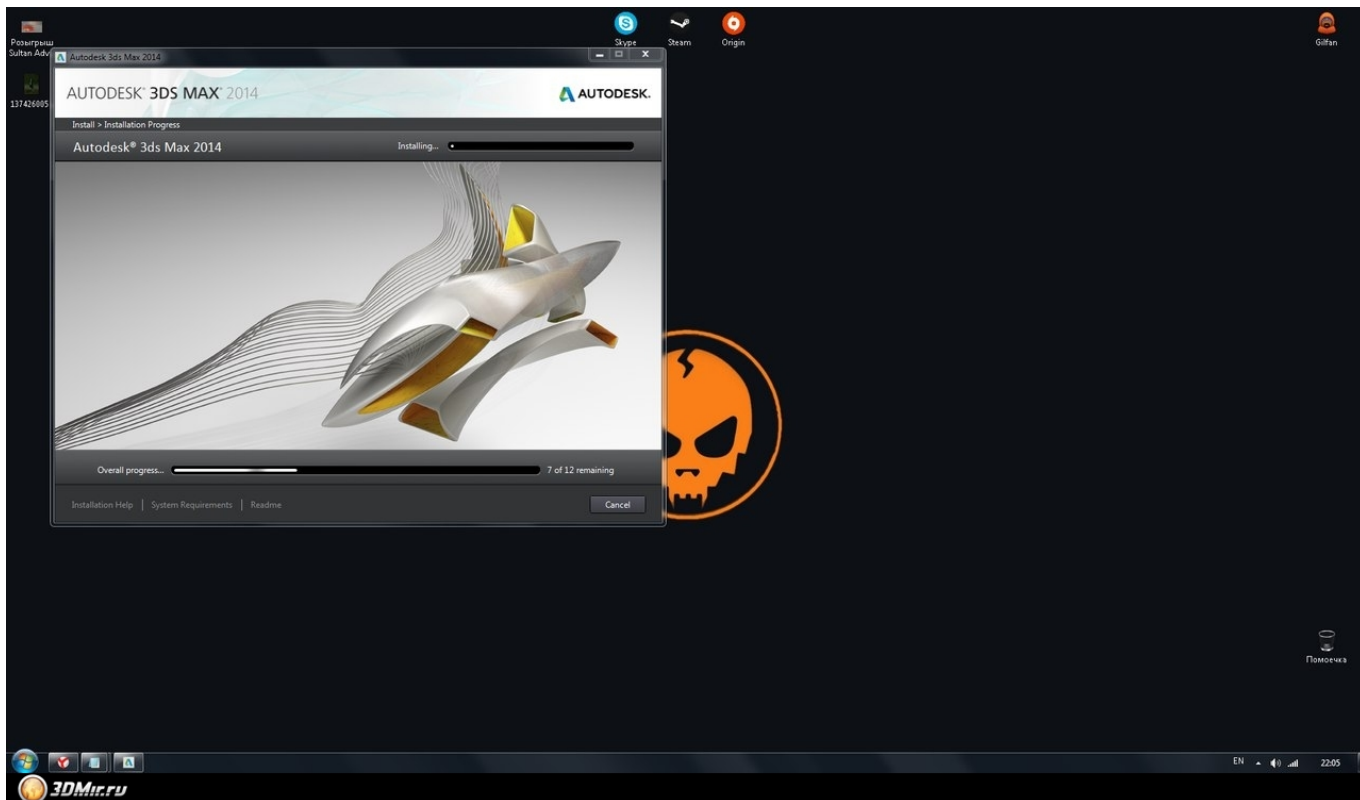 Розыгрыш
Sultan Adv
137426005
Skype
Steam
Origin
Gilfan
Autodesk 3ds Max 2014
AUTODESK® 3DS MAX® 2014
AUTODESK.
Install > Installation Progress
Autodesk® 3ds Max 2014
Installing...
Overall progress...
7 of 12 remaining
Installation Help | System Requirements | Readme
Cancel
Помоечка
EN
22:05
3DMir.ru